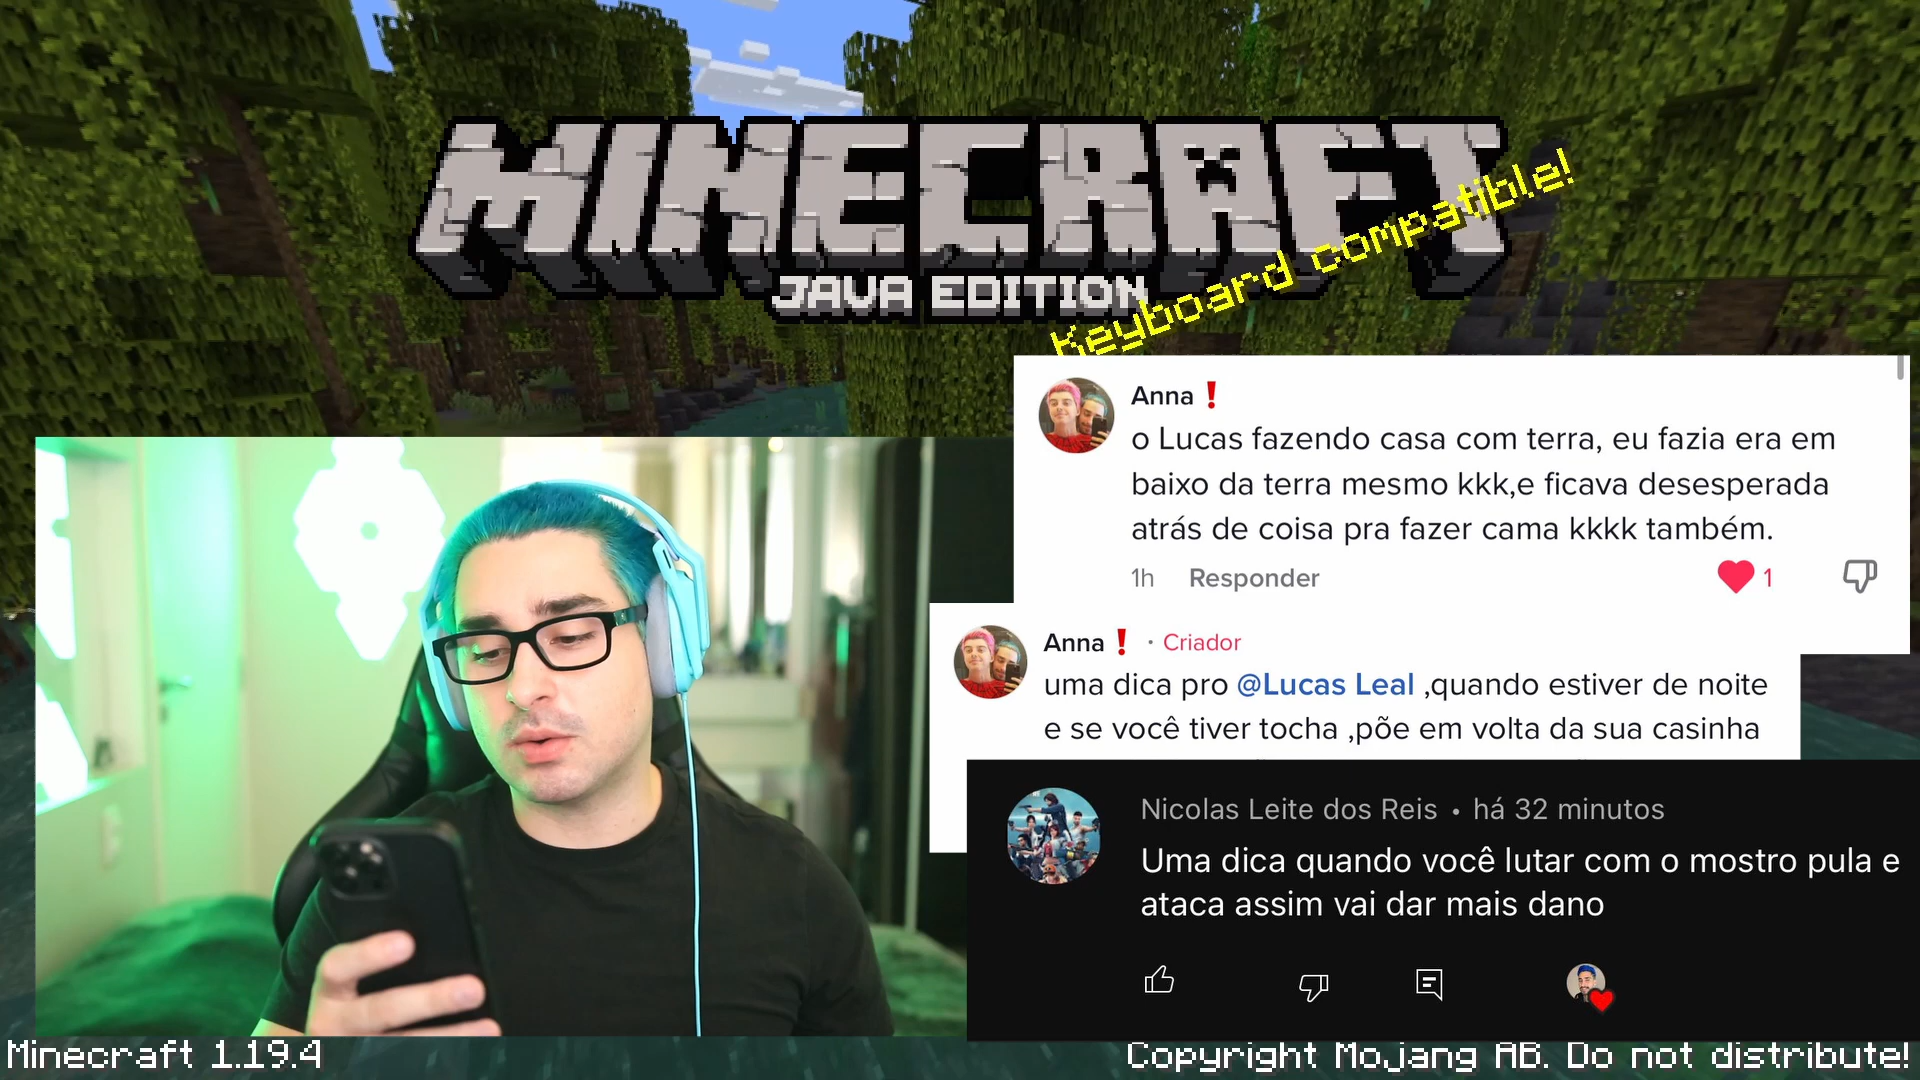 MINECRAFT
JAVA EDITION
Keyboard compatible!
Anna❗
o Lucas fazendo casa com terra, eu fazia era em
baixo da terra mesmo kkk,e ficava desesperada
atrás de coisa pra fazer cama kkkk também.
1h Responder 1
Anna❗ · Criador
uma dica pro @Lucas Leal ,quando estiver de noite
e se você tiver tocha ,põe em volta da sua casinha
Nicolas Leite dos Reis • há 32 minutos
Uma dica quando você lutar com o mostro pula e
ataca assim vai dar mais dano
Minecraft 1.19.4
Copyright Mojang AB. Do not distribute!